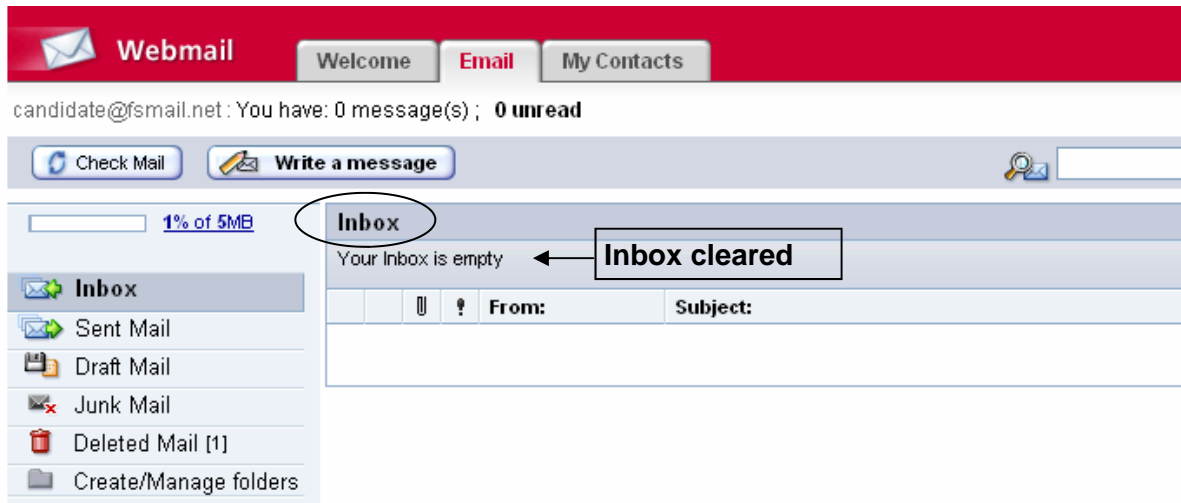 Webmail
Welcome Email My Contacts
candidate@fsmail.net : You have: 0 message(s) ; 0 unread
Check Mail Write a message
1% of 5MB
Inbox
Your Inbox is empty
Inbox cleared
From: Subject:
Inbox
Sent Mail
Draft Mail
Junk Mail
Deleted Mail [1]
Create/Manage folders